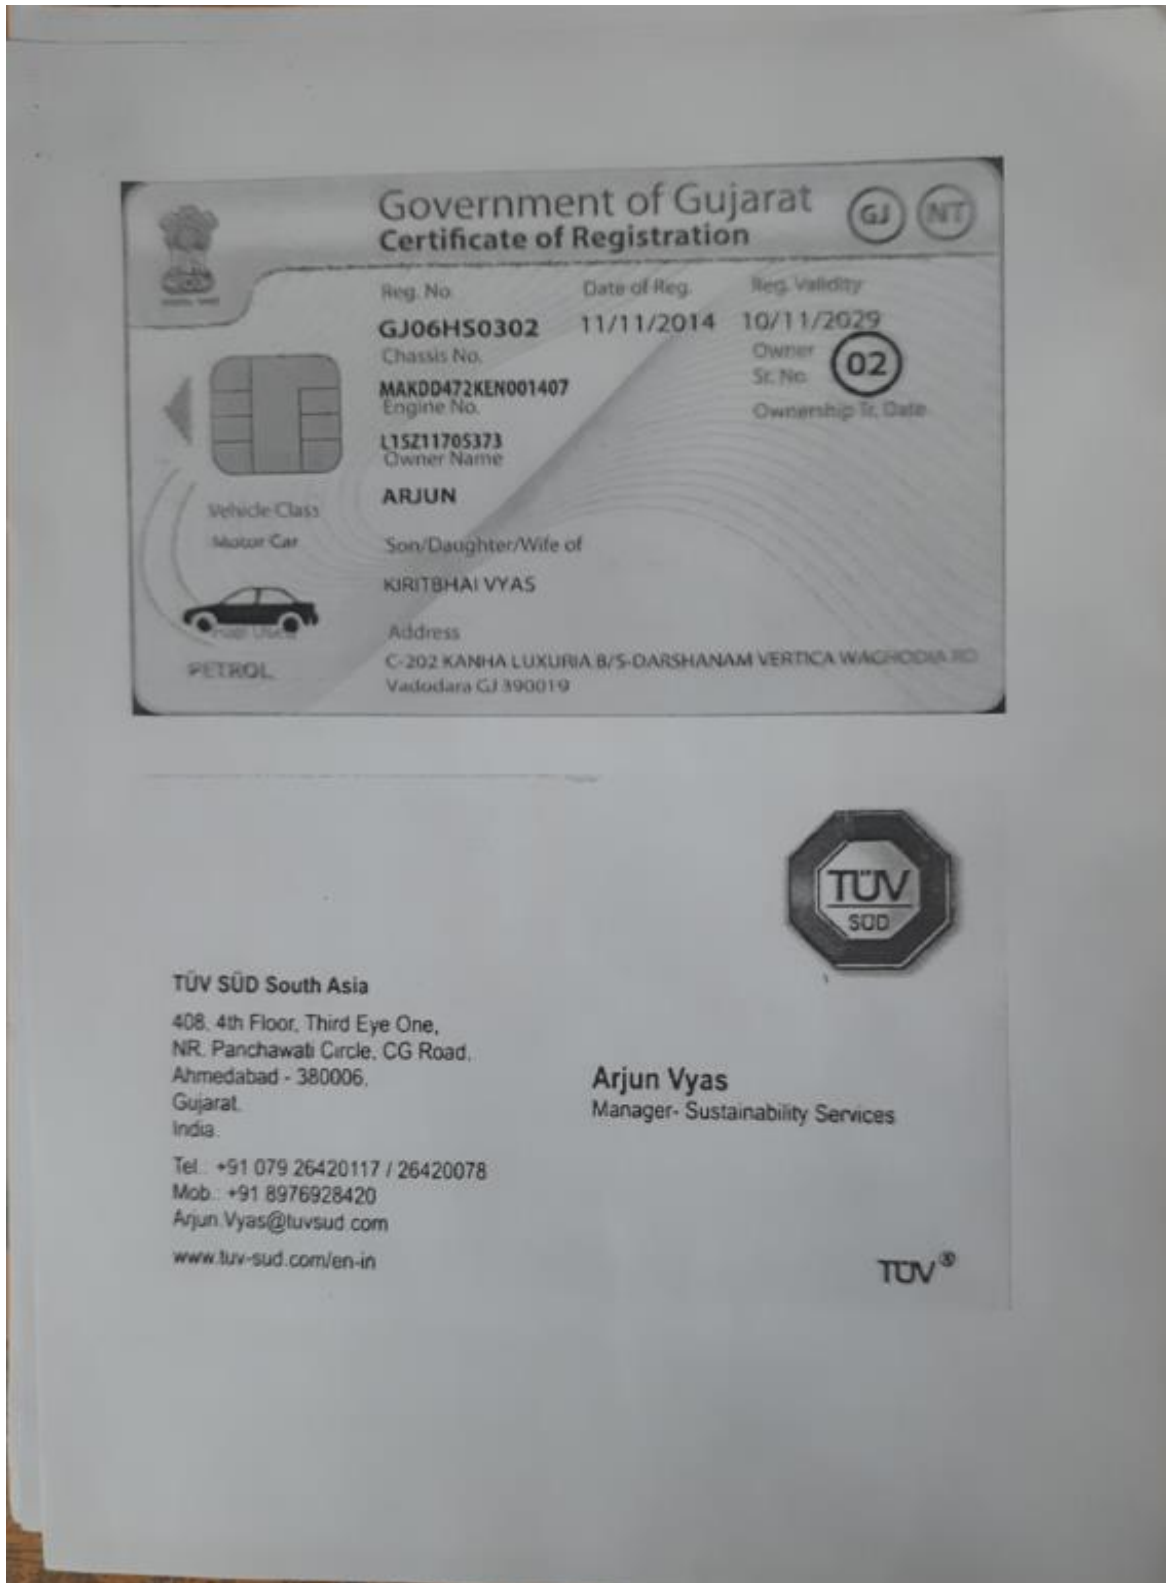 Government of Gujarat
Certificate of Registration
GJ NT
Reg. No. Date of Reg. Reg. Validity
GJ06HS0302 11/11/2014 10/11/2029
Chassis No. Owner Sr. No. 02
MAKDD472KEN001407
Engine No. Ownership Tr. Date
L15Z11705373
Owner Name
ARJUN
Vehicle Class
Motor Car
Son/Daughter/Wife of
KIRITBHAI VYAS
Address
C-202 KANHA LUXURIA B/S-DARSHANAM VERTICA WAGHODIA RD
Vadodara GJ 390019
PETROL
TÜV
SÜD
TÜV SÜD South Asia
408, 4th Floor, Third Eye One,
NR. Panchawati Circle, CG Road,
Ahmedabad - 380006,
Gujarat,
India.
Arjun Vyas
Manager- Sustainability Services
Tel.: +91 079 26420117 / 26420078
Mob.: +91 8976928420
Arjun.Vyas@tuvsud.com
www.tuv-sud.com/en-in
TÜV®